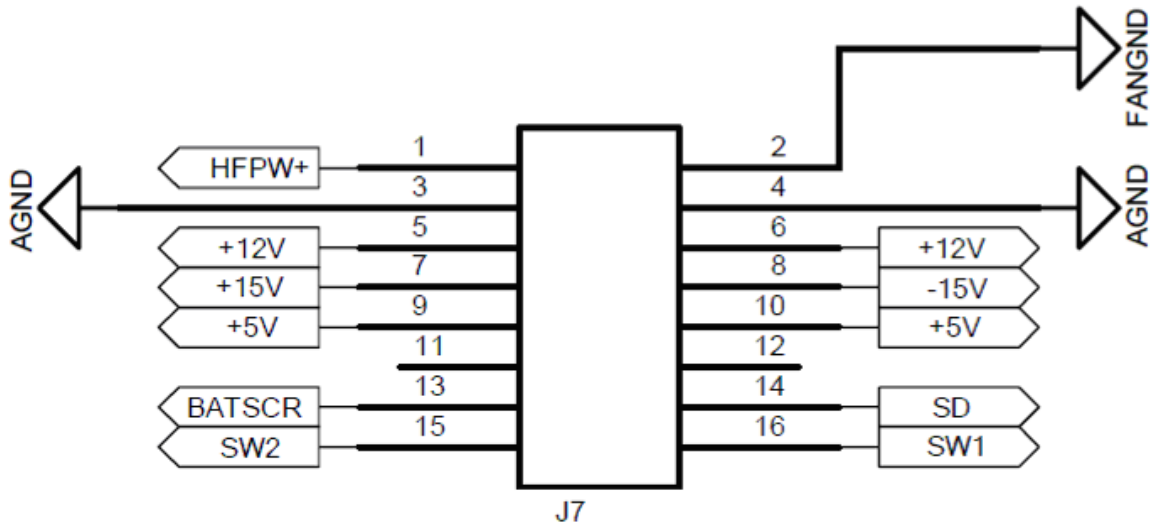 FANGND
1 2
HFPW+
3 4
AGND AGND
5 6
+12V +12V
7 8
+15V -15V
9 10
+5V +5V
11 12
13 14
BATSCR SD
15 16
SW2 SW1
J7